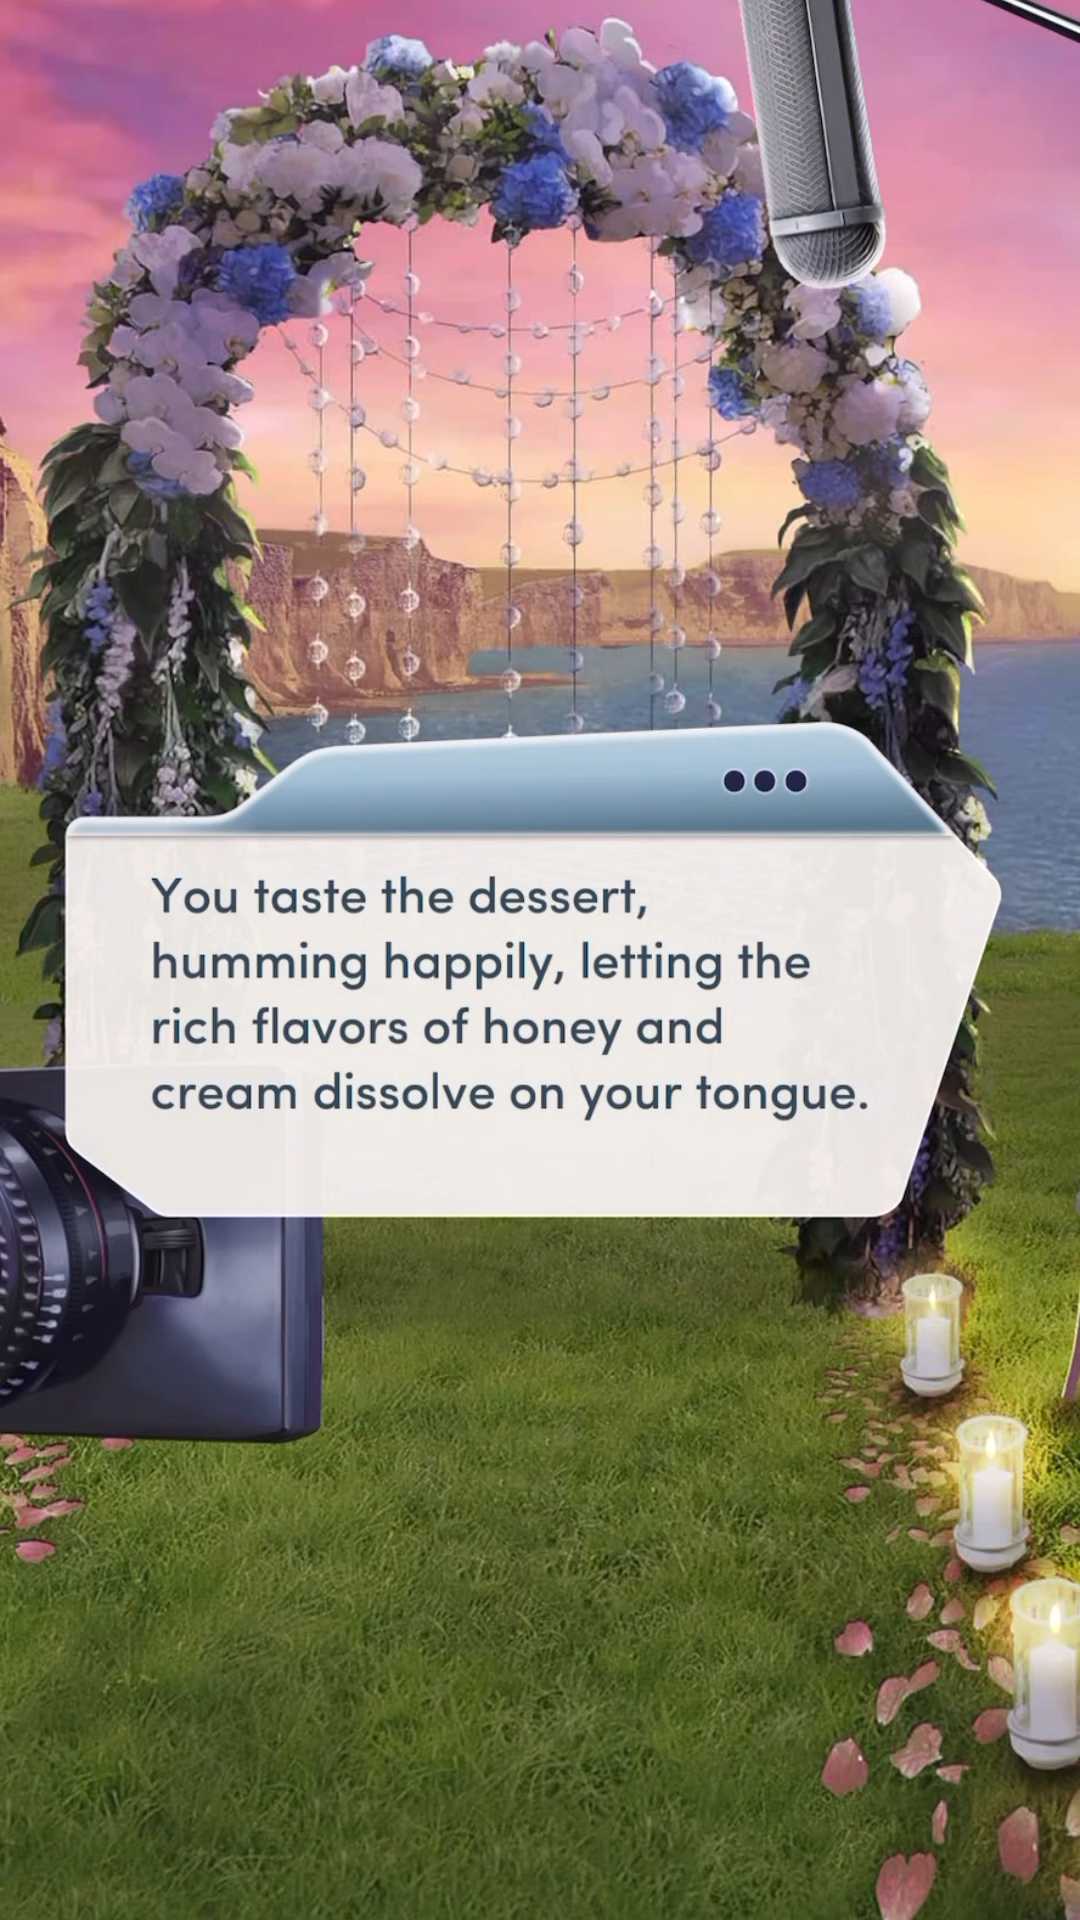 You taste the dessert,
humming happily, letting the
rich flavors of honey and
cream dissolve on your tongue.